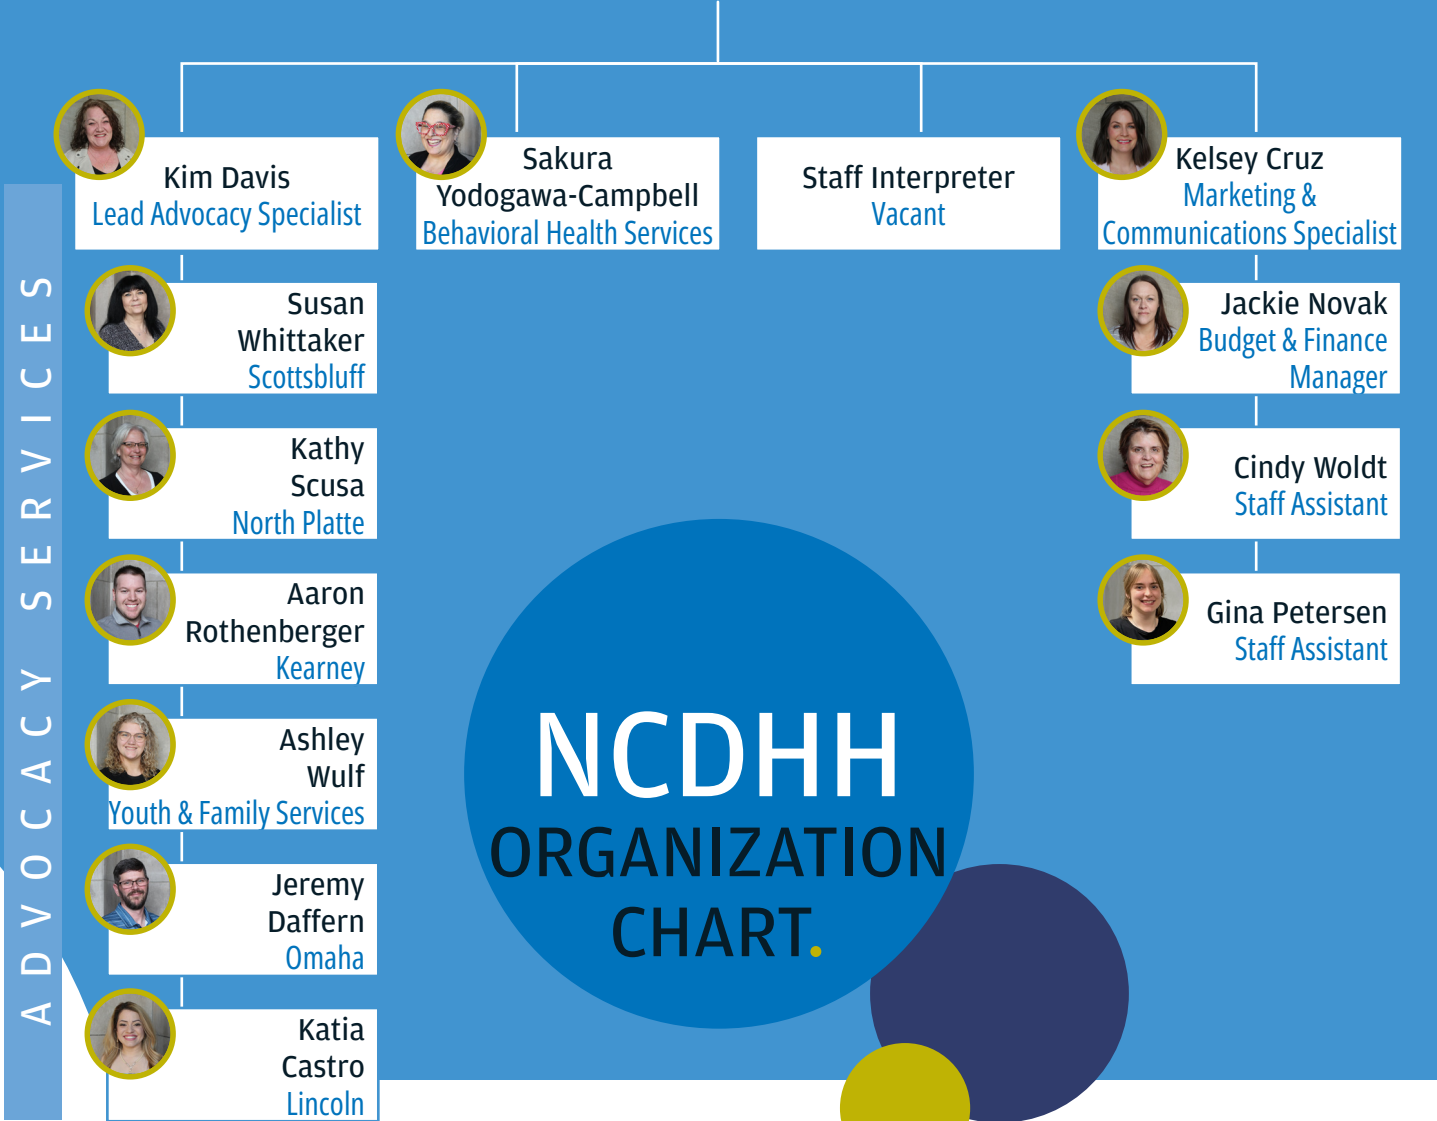 Kim Davis
Lead Advocacy Specialist
Sakura
Yodogawa-Campbell
Behavioral Health Services
Staff Interpreter
Vacant
Kelsey Cruz
Marketing &
Communications Specialist
ADVOCACY SERVICES
Susan
Whittaker
Scottsbluff
Kathy
Scusa
North Platte
Aaron
Rothenberger
Kearney
Ashley
Wulf
Youth & Family Services
Jeremy
Daffern
Omaha
Katia
Castro
Lincoln
Jackie Novak
Budget & Finance
Manager
Cindy Woldt
Staff Assistant
Gina Petersen
Staff Assistant
NCDHH
ORGANIZATION
CHART.